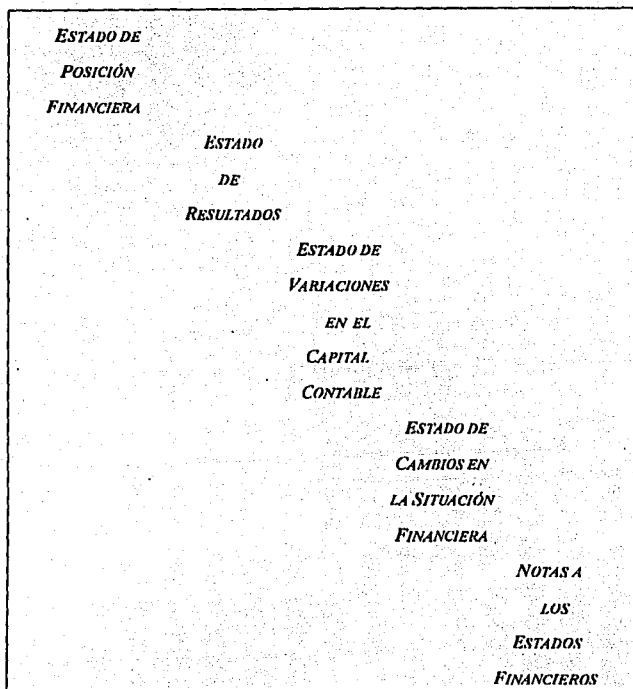 ESTADO DE
POSICIÓN
FINANCIERA
ESTADO
DE
RESULTADOS
ESTADO DE
VARIACIONES
EN EL
CAPITAL
CONTABLE
ESTADO DE
CAMBIOS EN
LA SITUACIÓN
FINANCIERA
NOTAS A
LOS
ESTADOS
FINANCIEROS